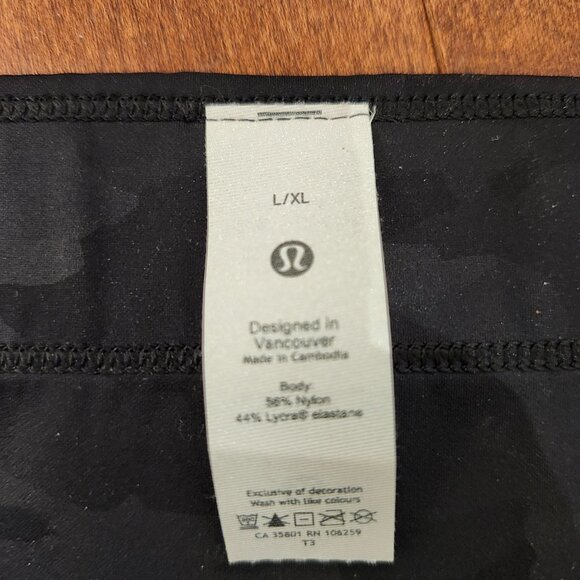 L/XL
Designed in
Vancouver
Made in Cambodia
Body:
56% Nylon
44% Lycra® elastane
Exclusive of decoration
Wash with like colours
CA 35801 RN 106259
T3